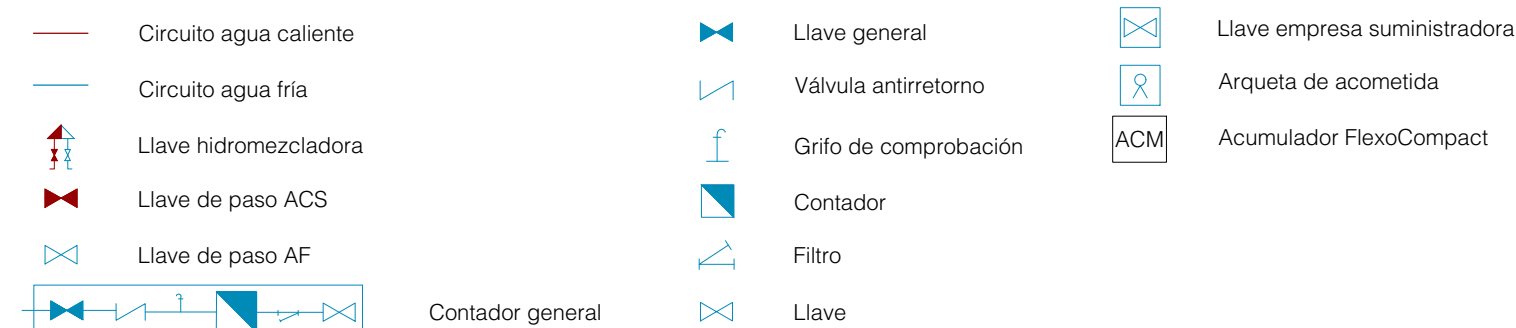 Circuito agua caliente
Circuito agua fría
Llave hidromezcladora
Llave de paso ACS
Llave de paso AF
Contador general
Llave general
Válvula antirretorno
Grifo de comprobación
Contador
Filtro
Llave
Llave empresa suministradora
Arqueta de acometida
ACM Acumulador FlexoCompact